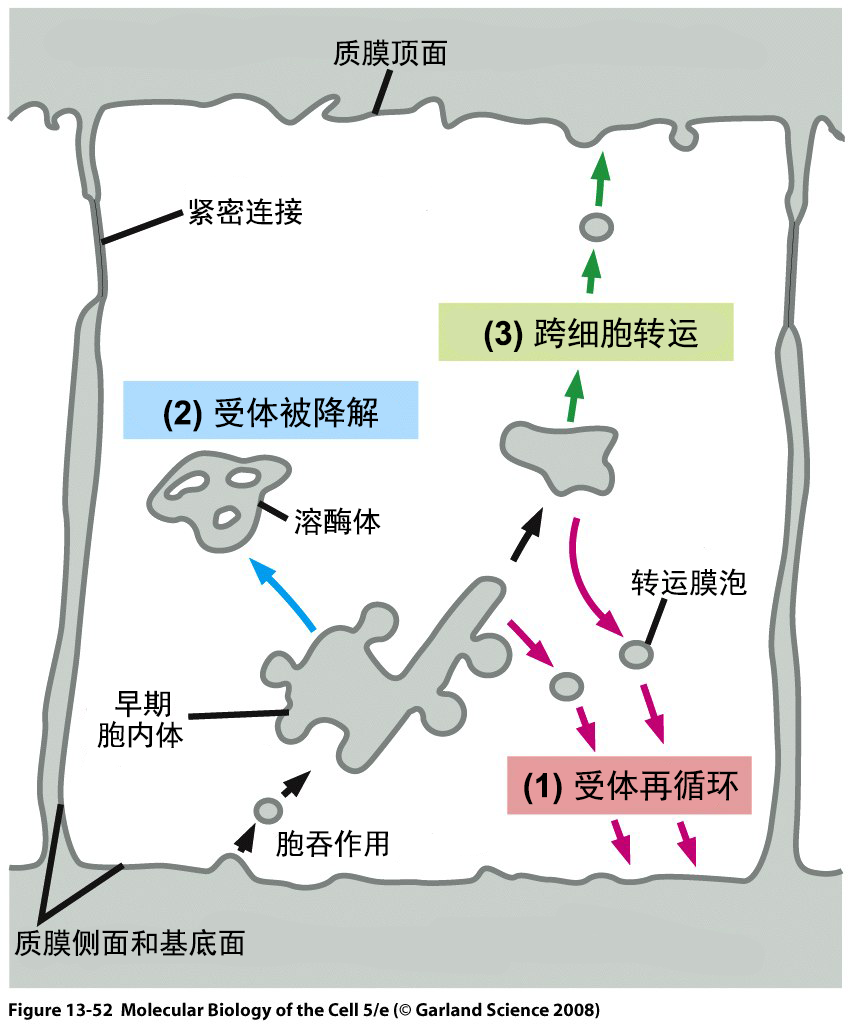 质膜顶面
紧密连接
(3) 跨细胞转运
(2) 受体被降解
溶酶体
转运膜泡
早期
胞内体
(1) 受体再循环
胞吞作用
质膜侧面和基底面
Figure 13-52 Molecular Biology of the Cell 5/e (© Garland Science 2008)